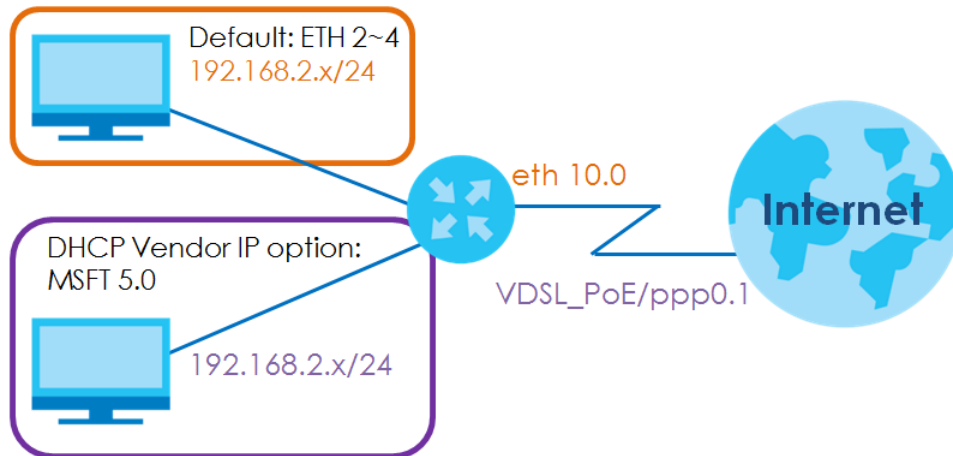 Default: ETH 2~4
192.168.2.x/24
eth 10.0
Internet
DHCP Vendor IP option:
MSFT 5.0
VDSL_PoE/ppp0.1
192.168.2.x/24